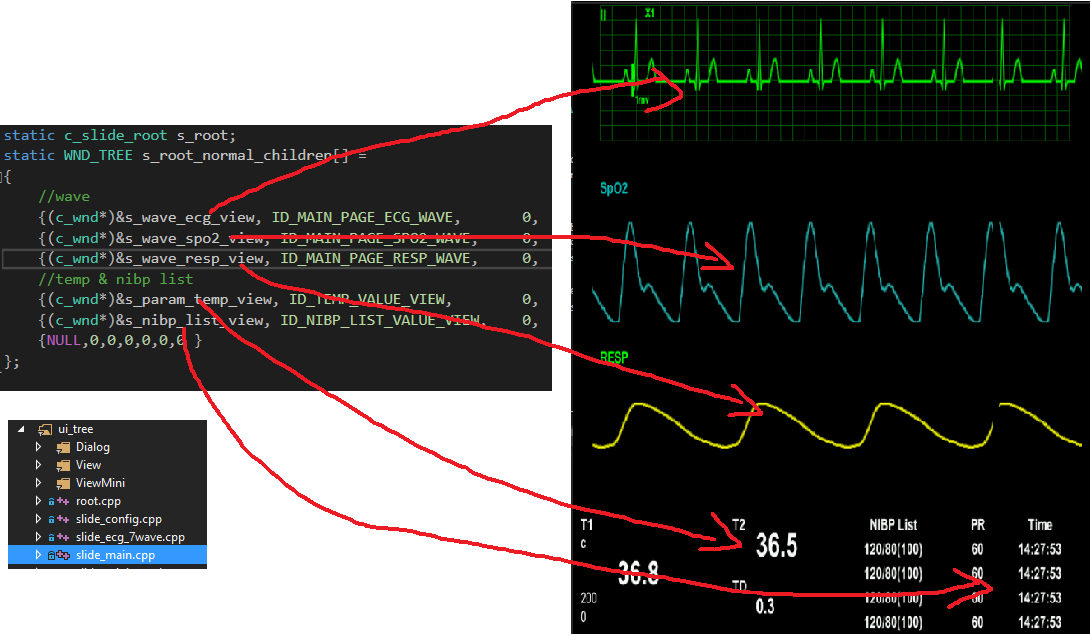 static c_slide_root s_root;
static WND_TREE s_root_normal_children[] =
{
//wave
{(c_wnd*)&s_wave_ecg_view, ID_MAIN_PAGE_ECG_WAVE, 0,
{(c_wnd*)&s_wave_spo2_view, ID_MAIN_PAGE_SPO2_WAVE, 0,
{(c_wnd*)&s_wave_resp_view, ID_MAIN_PAGE_RESP_WAVE, 0,
//temp & nibp list
{(c_wnd*)&s_param_temp_view, ID_TEMP_VALUE_VIEW, 0,
{(c_wnd*)&s_nibp_list_view, ID_NIBP_LIST_VALUE_VIEW, 0,
{NULL,0,0,0,0,0,0 }
};
ui_tree
Dialog
View
ViewMini
root.cpp
slide_config.cpp
slide_ecg_7wave.cpp
slide_main.cpp
II X1
1mv
SpO2
RESP
T1 T2 NIBP List PR Time
c 36.5 120/80(100) 60 14:27:53
36.8 120/80(100) 60 14:27:53
TD
200 0.3 120/80(100) 60 14:27:53
0 120/80(100) 60 14:27:53